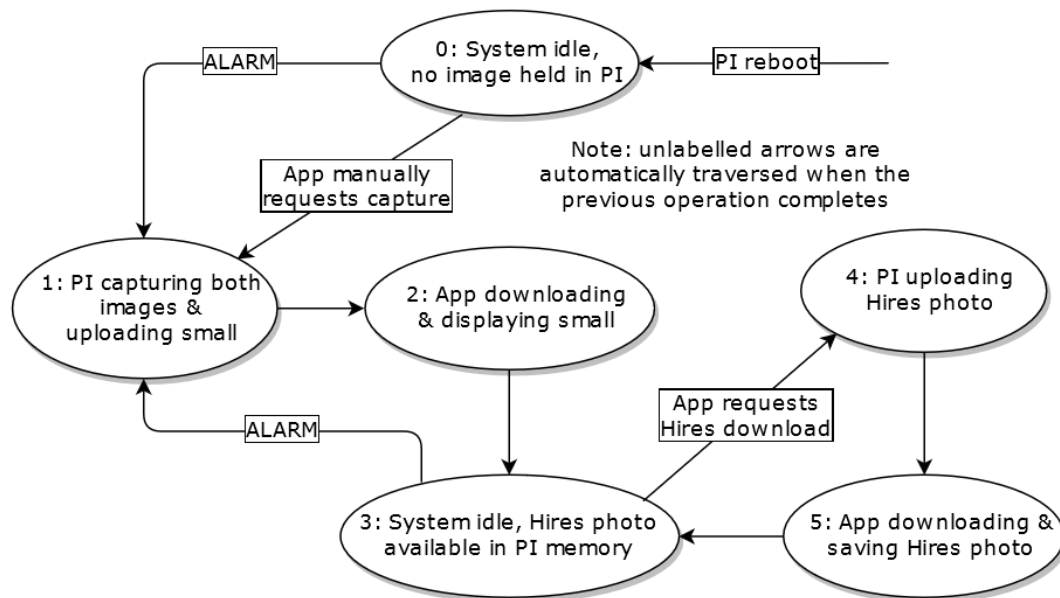 0: System idle,
no image held in PI
ALARM
PI reboot
App manually
requests capture
Note: unlabelled arrows are
automatically traversed when the
previous operation completes
1: PI capturing both
images &
uploading small
2: App downloading
& displaying small
4: PI uploading
Hires photo
ALARM
App requests
Hires download
3: System idle, Hires photo
available in PI memory
5: App downloading &
saving Hires photo